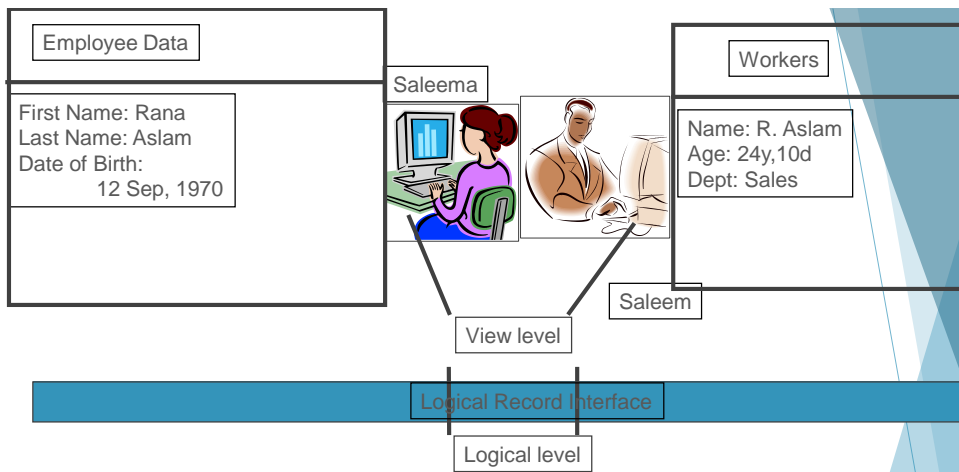 Employee Data
First Name: Rana
Last Name: Aslam
Date of Birth:
12 Sep, 1970
Saleema
Workers
Name: R. Aslam
Age: 24y,10d
Dept: Sales
Saleem
View level
Logical Record Interface
Logical level